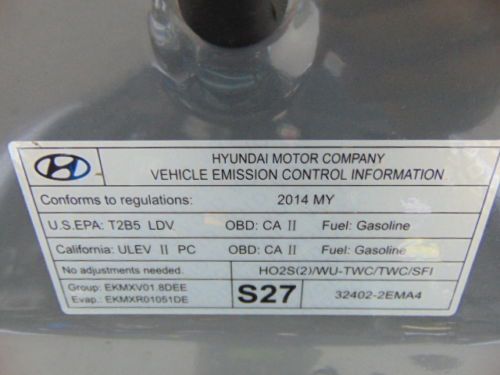 HYUNDAI MOTOR COMPANY
VEHICLE EMISSION CONTROL INFORMATION
Conforms to regulations: 2014 MY
U.S.EPA: T2B5 LDV OBD: CA II Fuel: Gasoline
California: ULEV II PC OBD: CA II Fuel: Gasoline
No adjustments needed. HO2S(2)/WU-TWC/TWC/SFI
Group: EKMXV01.8DEE
Evap.: EKMXR01051DE
S27
32402-2EMA4